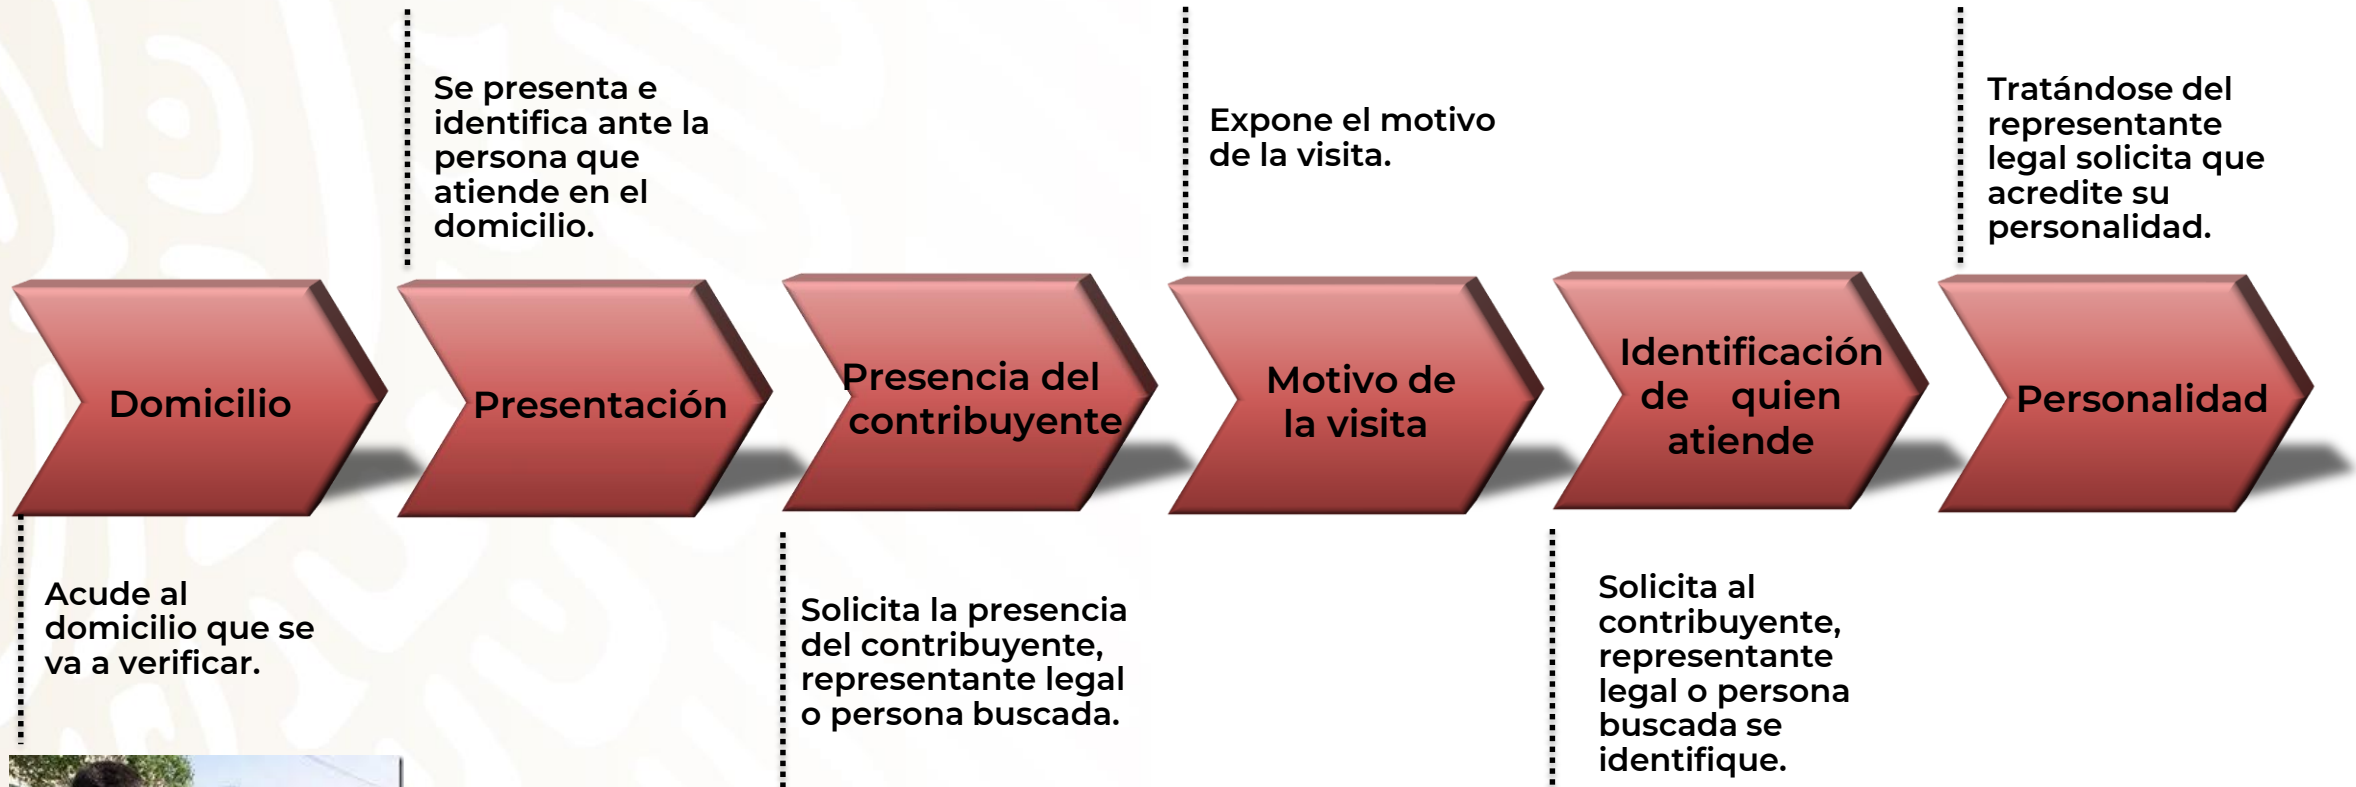 Se presenta e
identifica ante la
persona que
atiende en el
domicilio.
Expone el motivo
de la visita.
Tratándose del
representante
legal solicita que
acredite su
personalidad.
Domicilio
Presentación
Presencia del
contribuyente
Motivo de
la visita
Identificación
de quien
atiende
Personalidad
Acude al
domicilio que se
va a verificar.
Solicita la presencia
del contribuyente,
representante legal
o persona buscada.
Solicita al
contribuyente,
representante
legal o persona
buscada se
identifique.